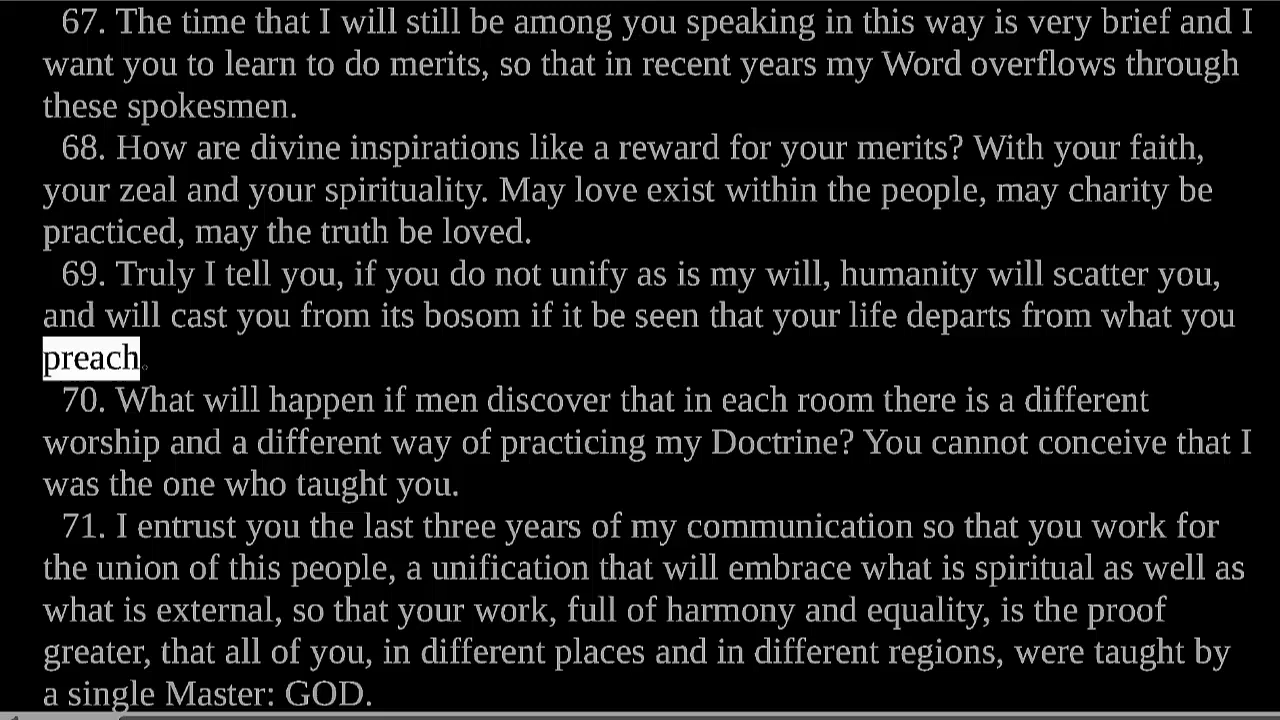 67. The time that I will still be among you speaking in this way is very brief and I
want you to learn to do merits, so that in recent years my Word overflows through
these spokesmen.
68. How are divine inspirations like a reward for your merits? With your faith,
your zeal and your spirituality. May love exist within the people, may charity be
practiced, may the truth be loved.
69. Truly I tell you, if you do not unify as is my will, humanity will scatter you,
and will cast you from its bosom if it be seen that your life departs from what you
preach.
70. What will happen if men discover that in each room there is a different
worship and a different way of practicing my Doctrine? You cannot conceive that I
was the one who taught you.
71. I entrust you the last three years of my communication so that you work for
the union of this people, a unification that will embrace what is spiritual as well as
what is external, so that your work, full of harmony and equality, is the proof
greater, that all of you, in different places and in different regions, were taught by
a single Master: GOD.